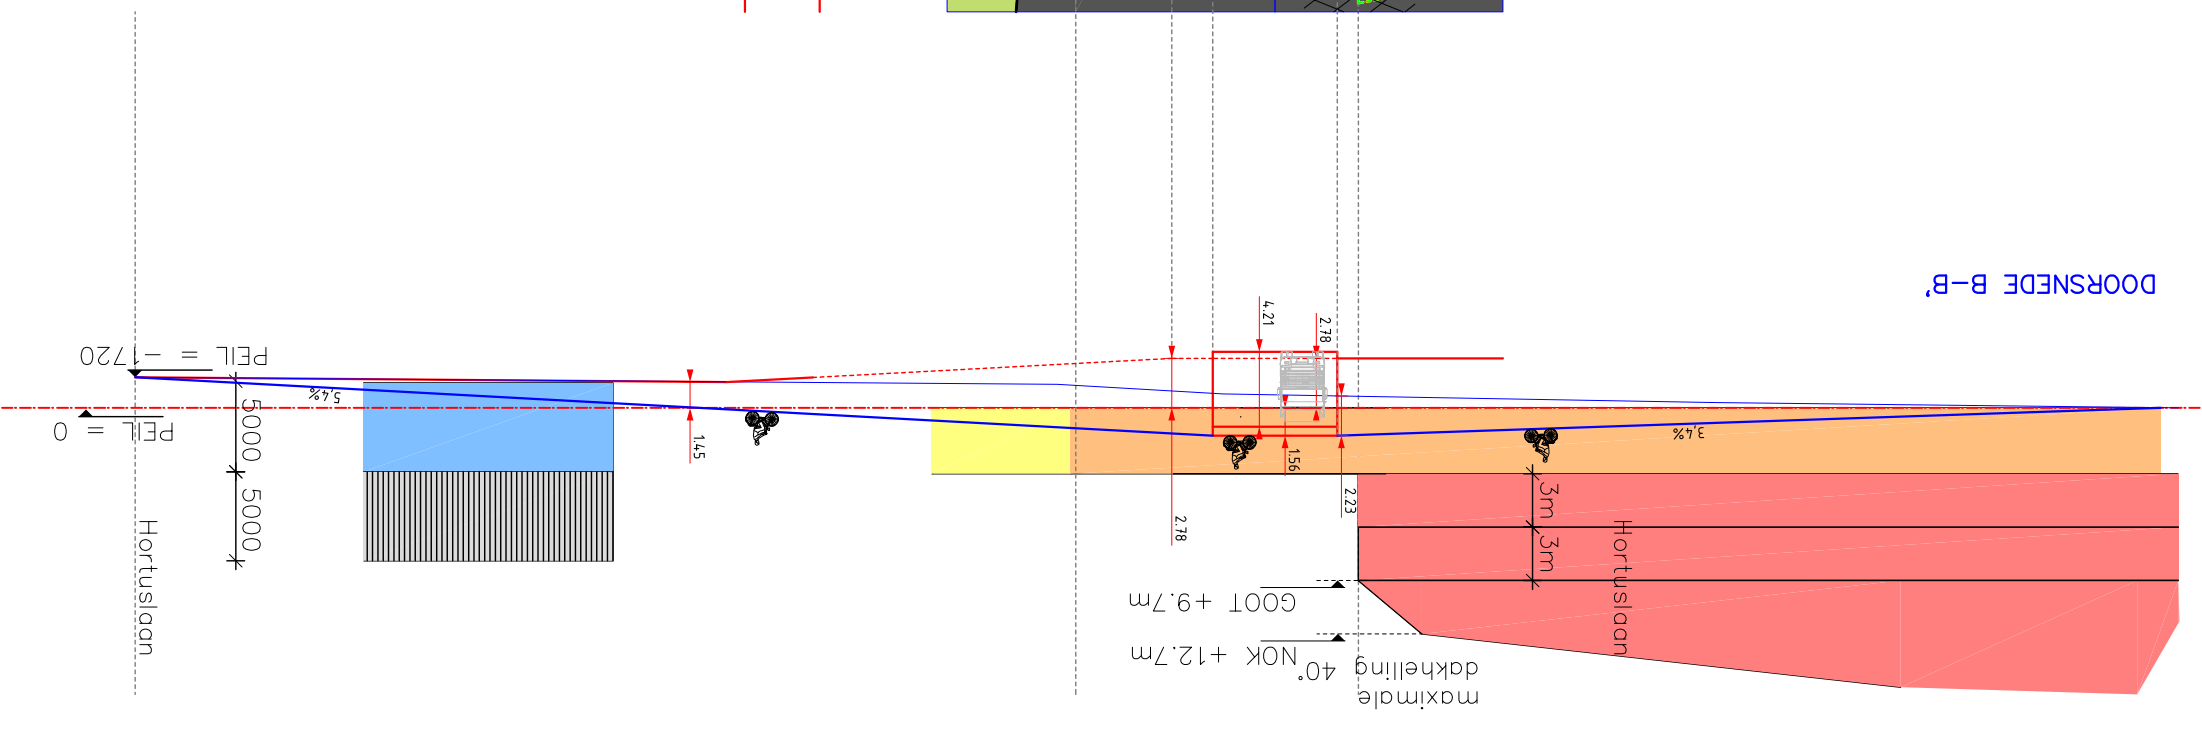 DOORSNEDE B-B'
PEIL = -1720
PEIL = 0
5,4%
3,4%
5000
5000
Hortuslaan
Hortuslaan
1.45
2.78
4.21
2.78
1.56
2.23
3m
3m
GOOT +9.7m
NOK +12.7m
maximale
dakhelling 40°